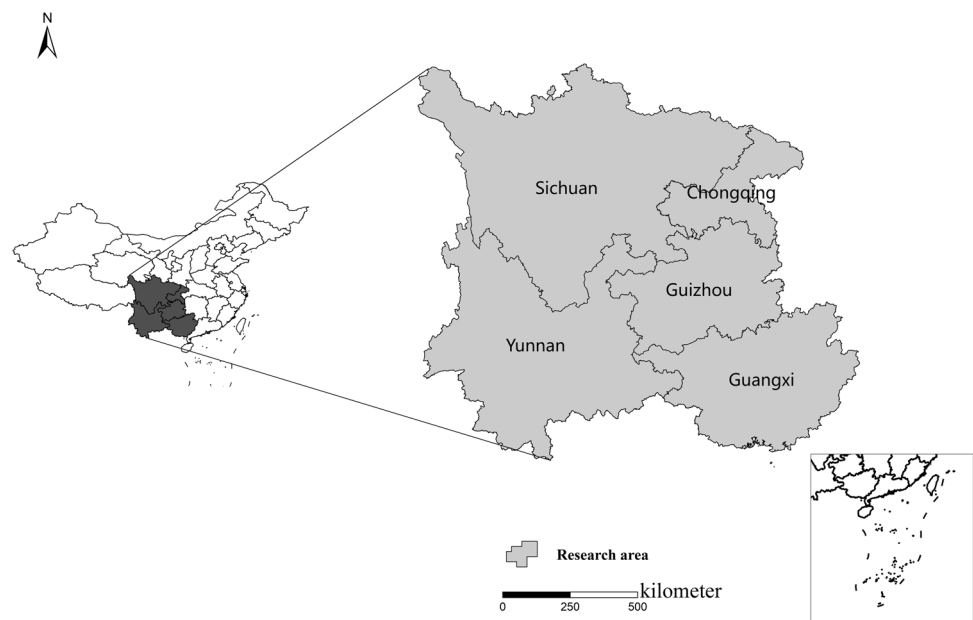 N
Sichuan
Chongqing
Guizhou
Yunnan
Guangxi
Research area
kilometer
0 250 500